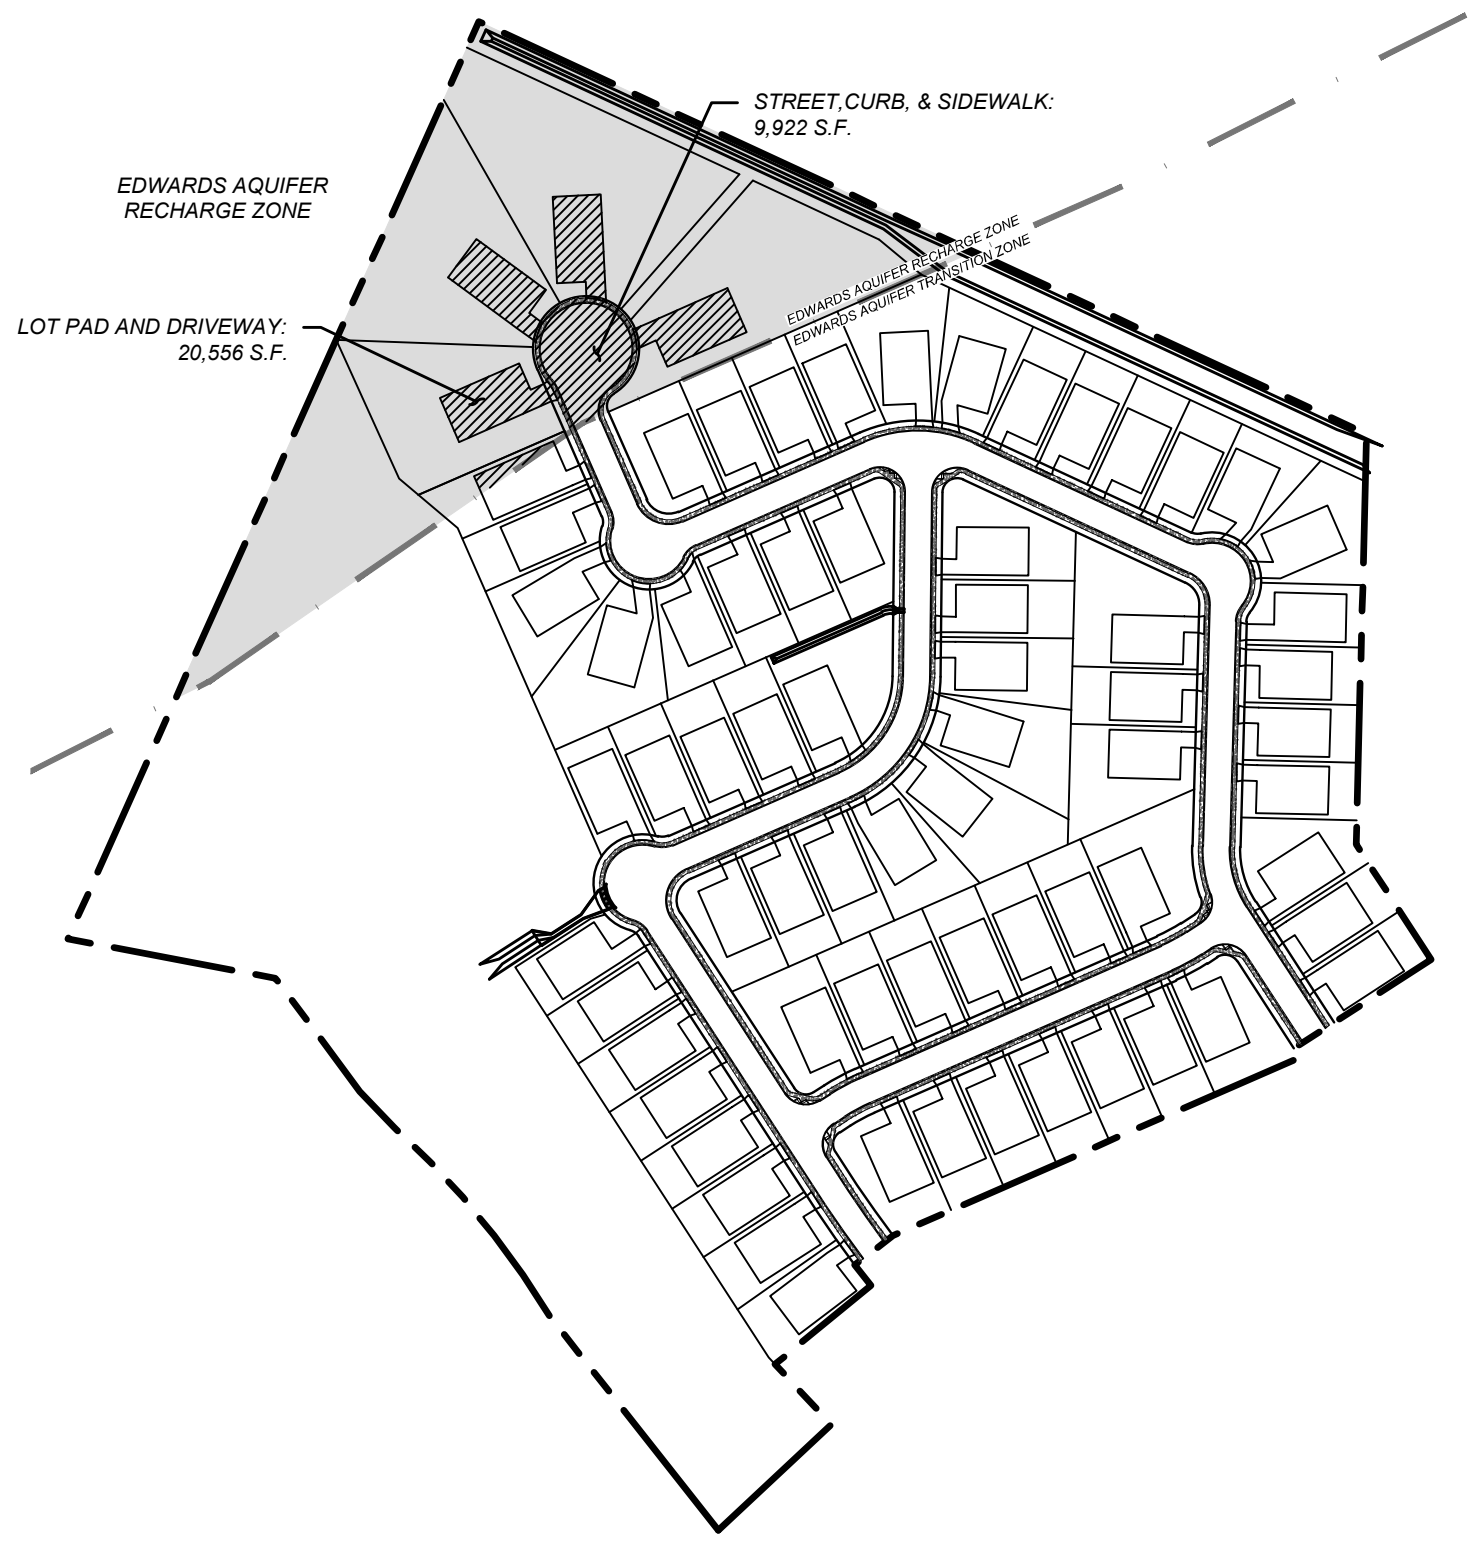 STREET,CURB, & SIDEWALK:
9,922 S.F.
EDWARDS AQUIFER
RECHARGE ZONE
EDWARDS AQUIFER RECHARGE ZONE
EDWARDS AQUIFER TRANSITION ZONE
LOT PAD AND DRIVEWAY:
20,556 S.F.